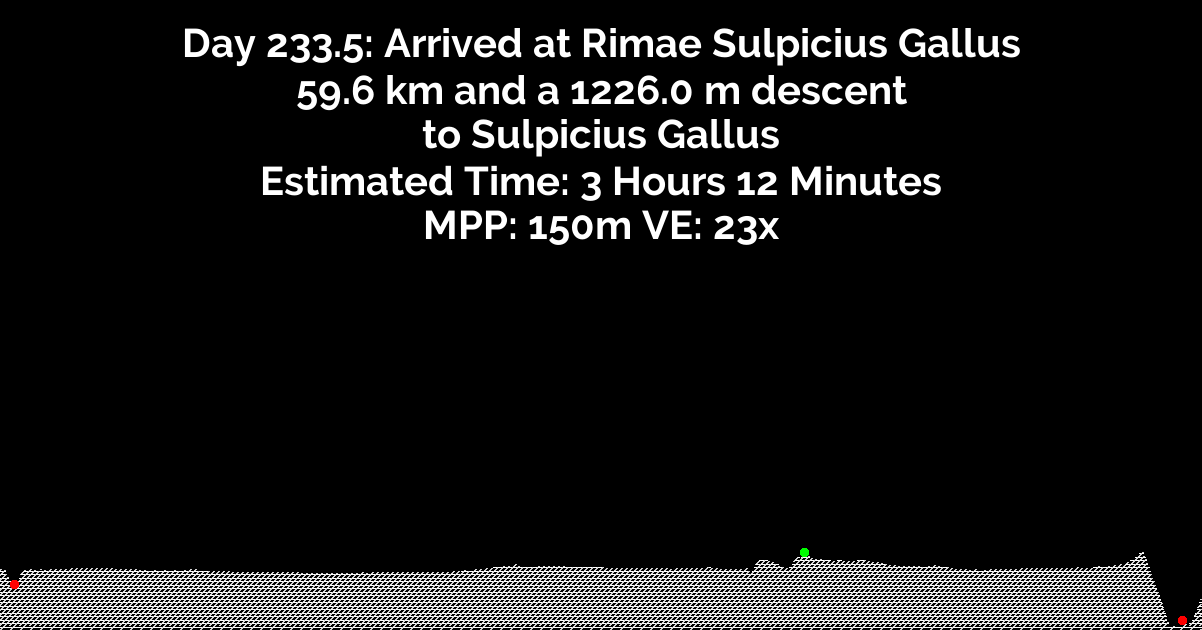 Day 233.5: Arrived at Rimae Sulpicius Gallus
59.6 km and a 1226.0 m descent
to Sulpicius Gallus
Estimated Time: 3 Hours 12 Minutes
MPP: 150m VE: 23x